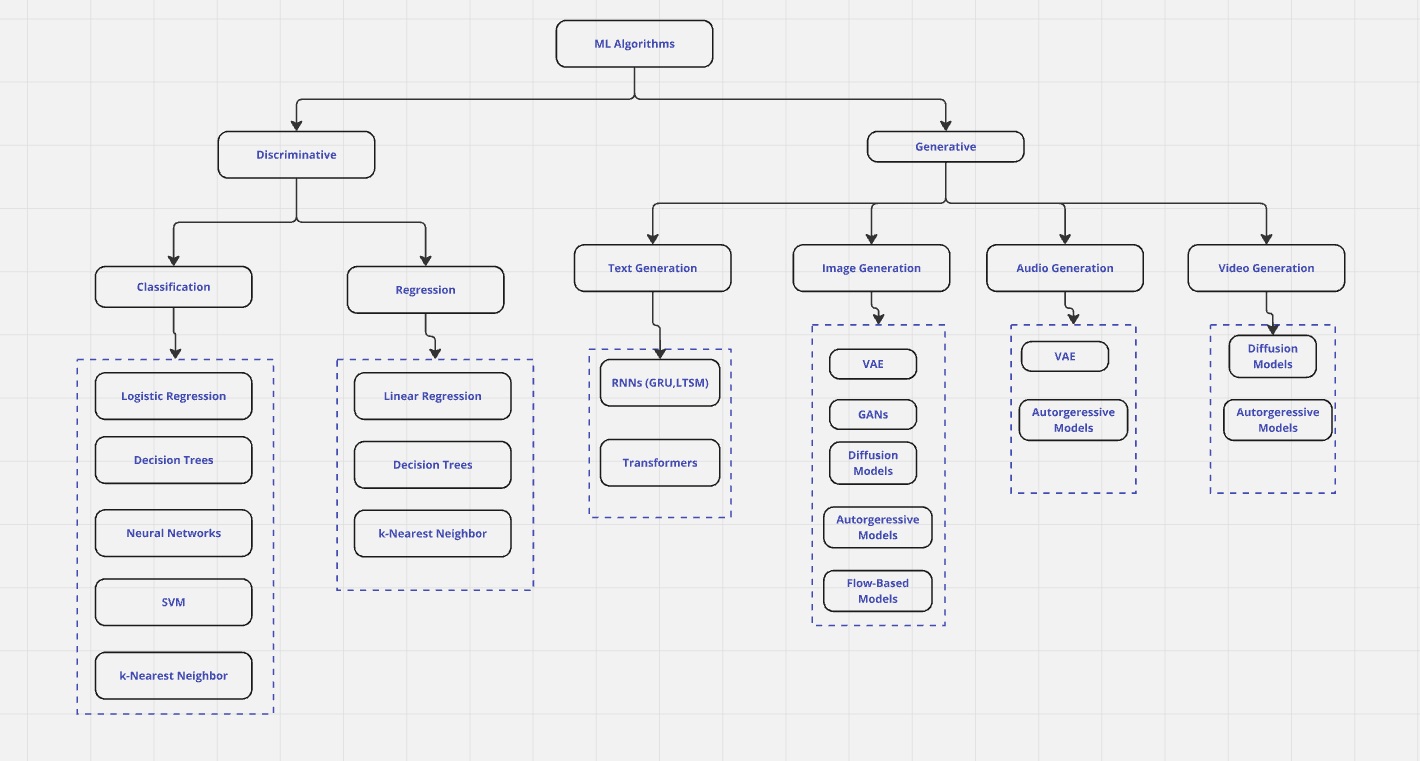 ML Algorithms
Discriminative
Generative
Classification
Regression
Text Generation
Image Generation
Audio Generation
Video Generation
Logistic Regression
Decision Trees
Neural Networks
SVM
k-Nearest Neighbor
Linear Regression
Decision Trees
k-Nearest Neighbor
RNNs (GRU,LTSM)
Transformers
VAE
GANs
Diffusion
Models
Autorgeressive
Models
Flow-Based
Models
VAE
Autorgeressive
Models
Diffusion
Models
Autorgeressive
Models